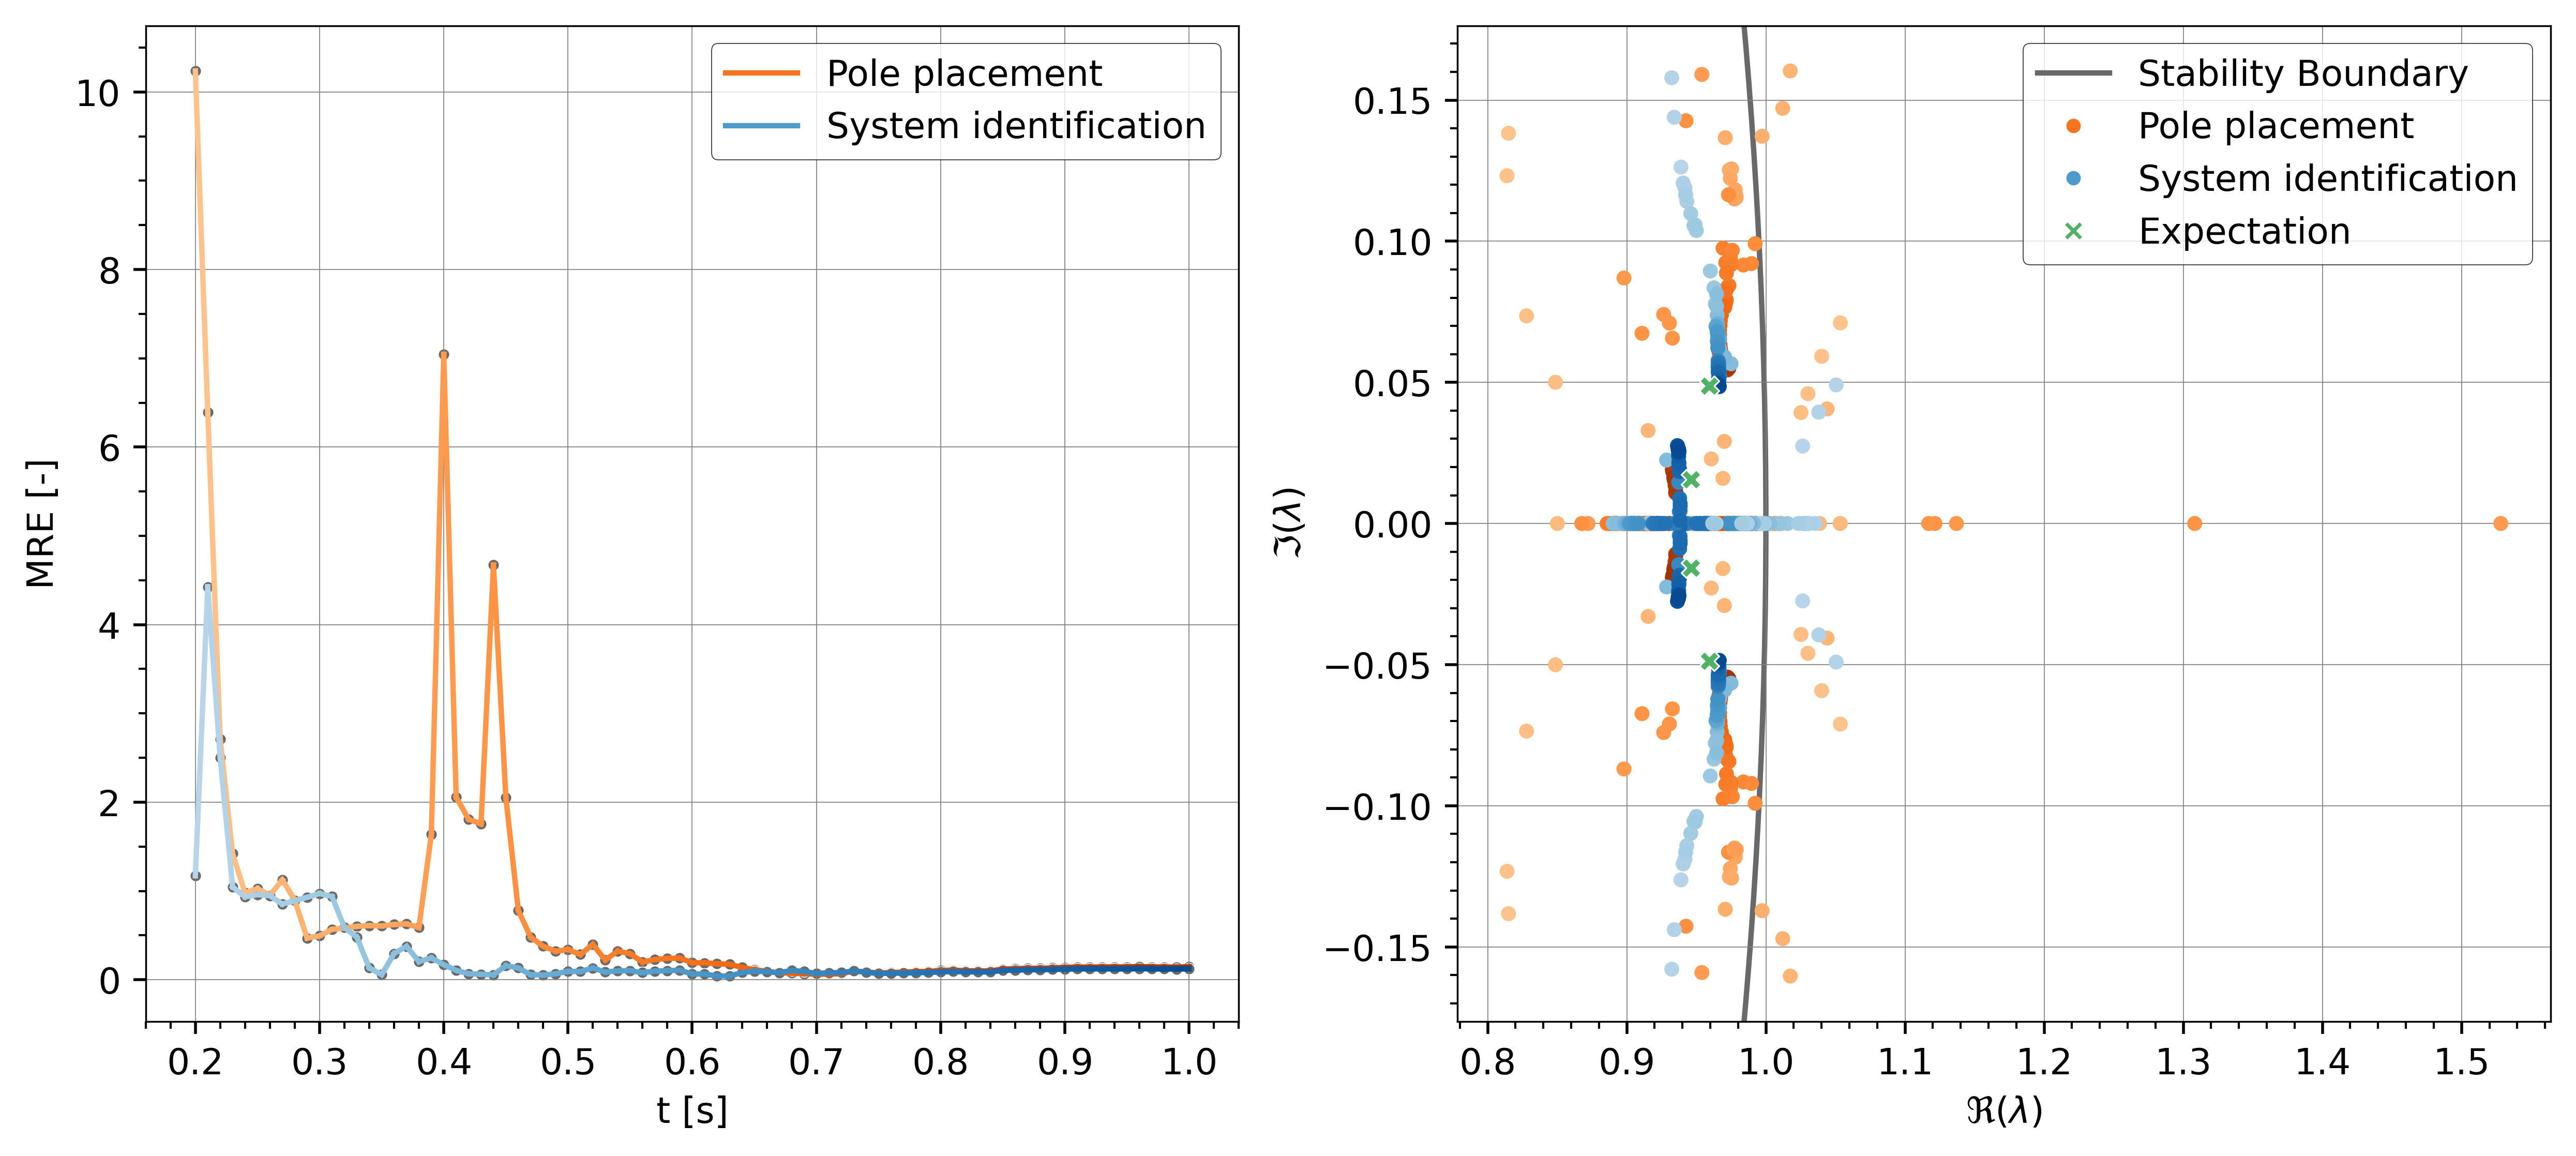 10
8
6
4
2
0
MRE [-]
0.2 0.3 0.4 0.5 0.6 0.7 0.8 0.9 1.0
t [s]
Pole placement
System identification
0.15
0.10
0.05
0.00
−0.05
−0.10
−0.15
ℑ(λ)
0.8 0.9 1.0 1.1 1.2 1.3 1.4 1.5
ℜ(λ)
Stability Boundary
Pole placement
System identification
Expectation